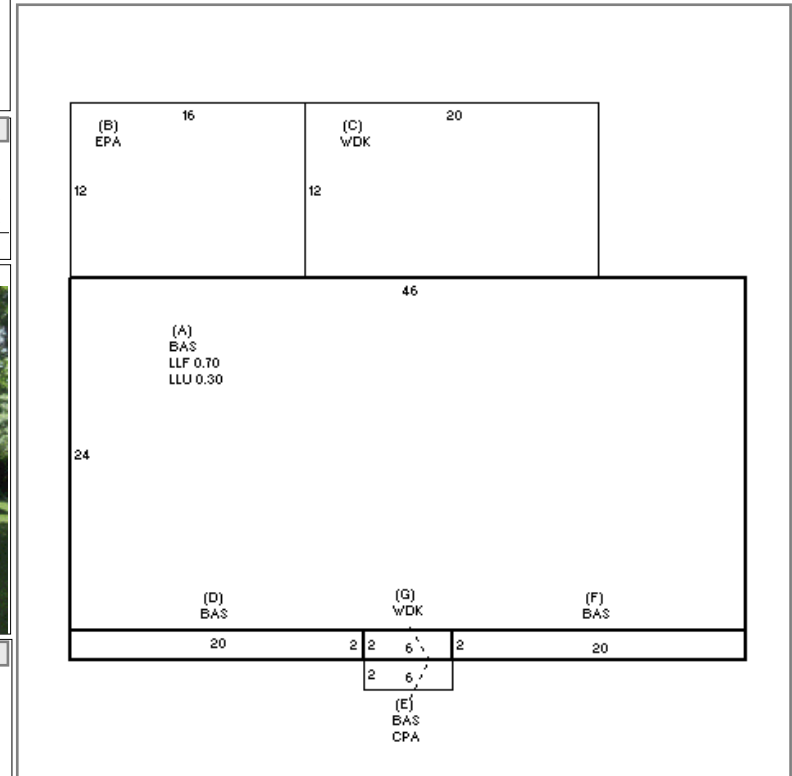 16
(B)
EPA
20
(C)
WDK
12
12
46
(A)
BAS
LLF 0.70
LLU 0.30
24
(D)
BAS
(G)
WDK
(F)
BAS
20
2
2
6
2
20
2
6
(E)
BAS
CPA